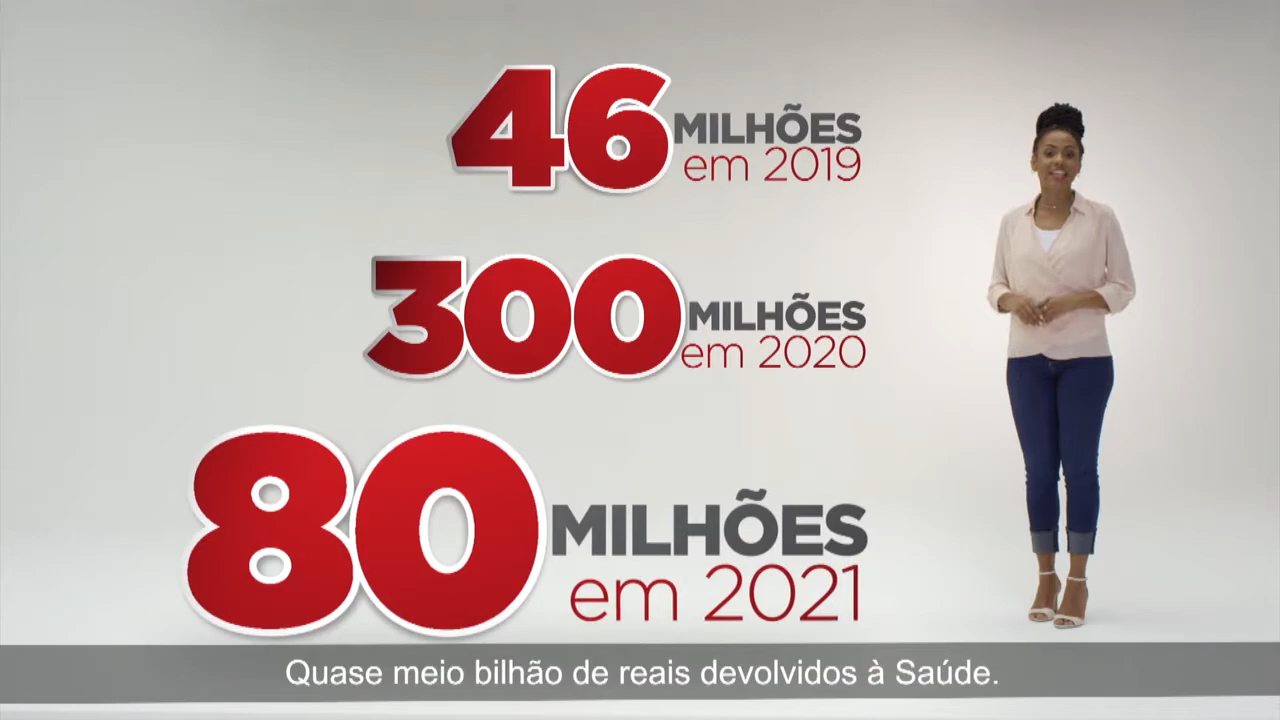 46 MILHÕES
em 2019
300 MILHÕES
em 2020
80 MILHÕES
em 2021
Quase meio bilhão de reais devolvidos à Saúde.